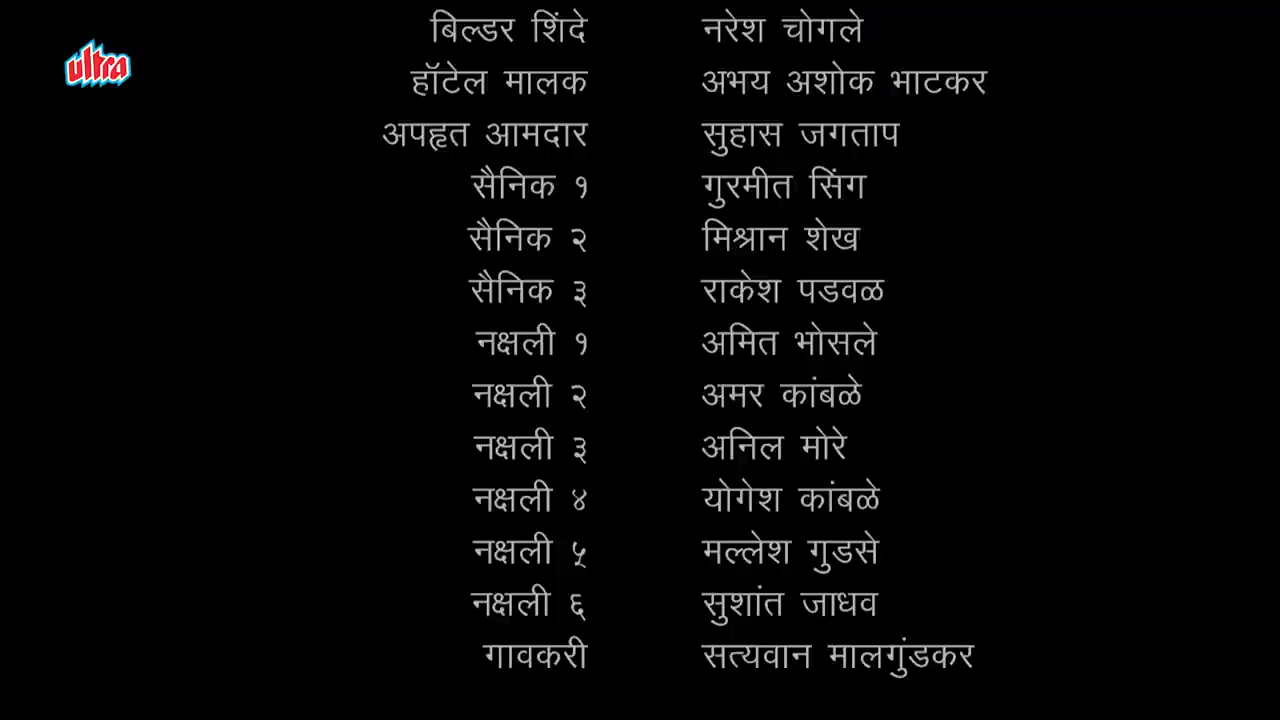 ultra
बिल्डर शिंदे नरेश चोगले
हॉटेल मालक अभय अशोक भाटकर
अपहृत आमदार सुहास जगताप
सैनिक १ गुरमीत सिंग
सैनिक २ मिश्रान शेख
सैनिक ३ राकेश पडवळ
नक्षली १ अमित भोसले
नक्षली २ अमर कांबळे
नक्षली ३ अनिल मोरे
नक्षली ४ योगेश कांबळे
नक्षली ५ मल्लेश गुडसे
नक्षली ६ सुशांत जाधव
गावकरी सत्यवान मालगुंडकर